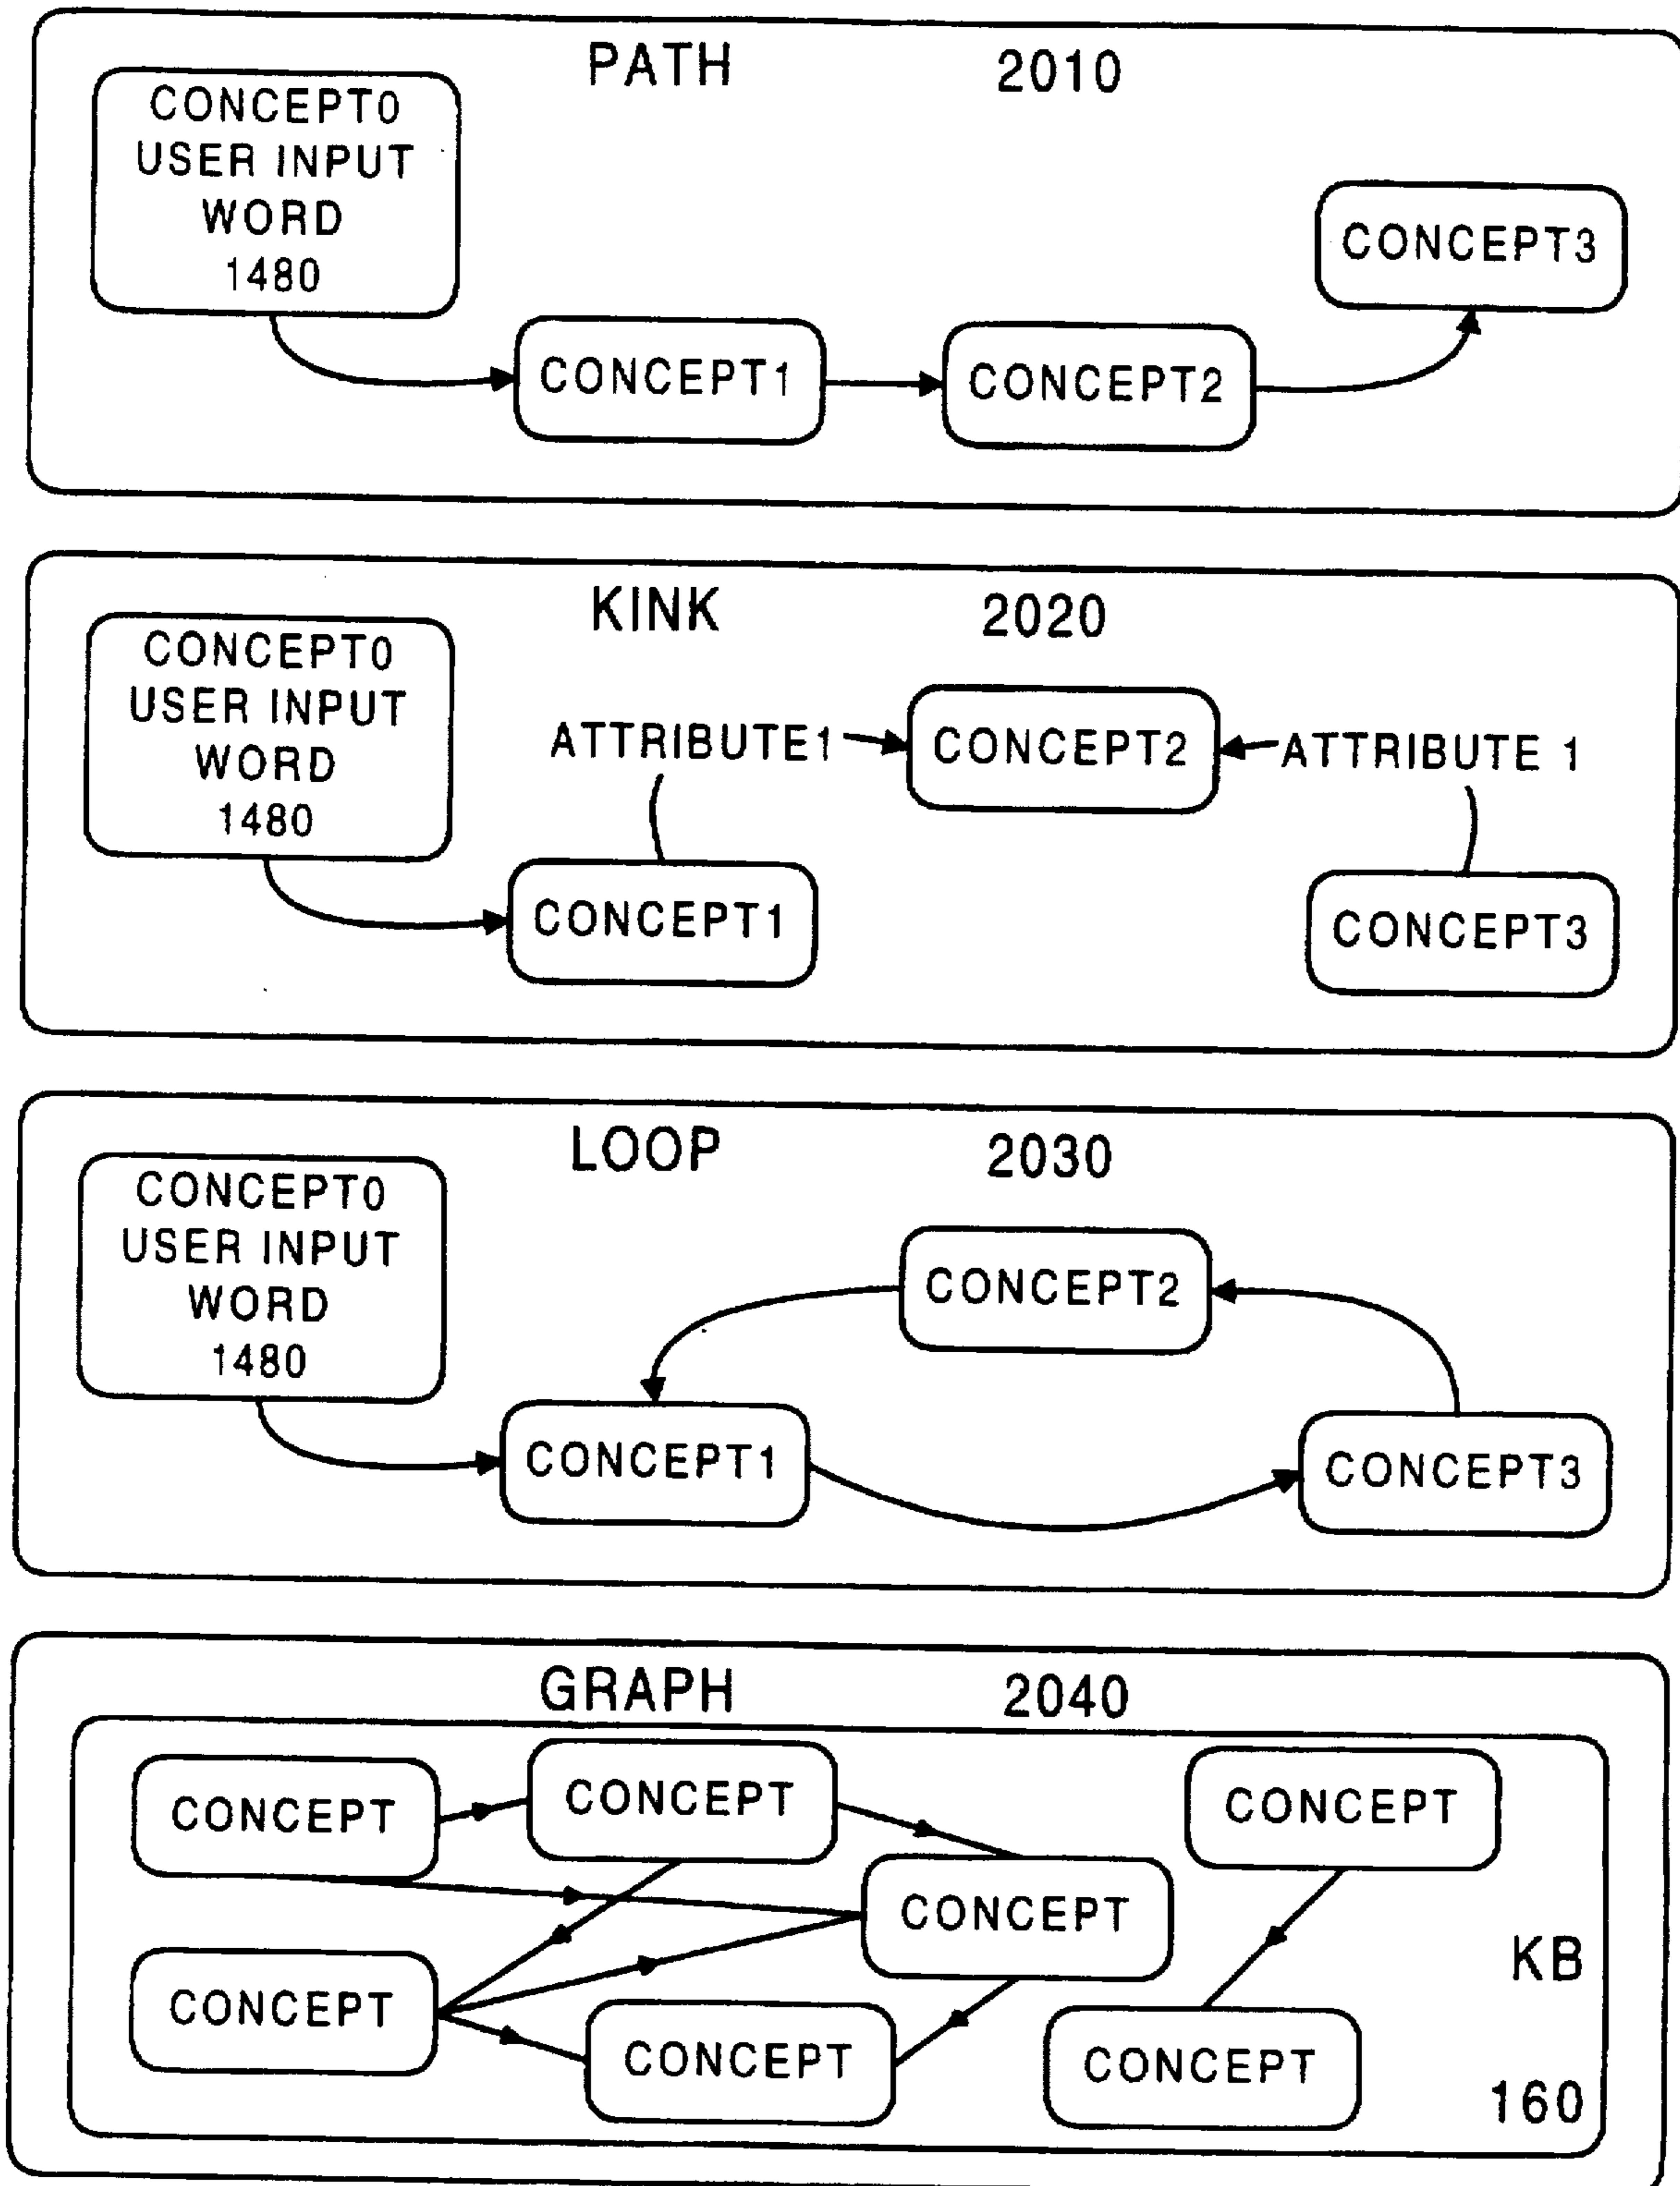 PATH 2010
CONCEPT0
USER INPUT
WORD
1480
CONCEPT3
CONCEPT1
CONCEPT2
KINK 2020
CONCEPT0
USER INPUT
WORD
1480
ATTRIBUTE1
CONCEPT2
ATTRIBUTE 1
CONCEPT1
CONCEPT3
LOOP 2030
CONCEPT0
USER INPUT
WORD
1480
CONCEPT2
CONCEPT1
CONCEPT3
GRAPH 2040
CONCEPT
CONCEPT
CONCEPT
CONCEPT
CONCEPT
CONCEPT
CONCEPT
KB
160